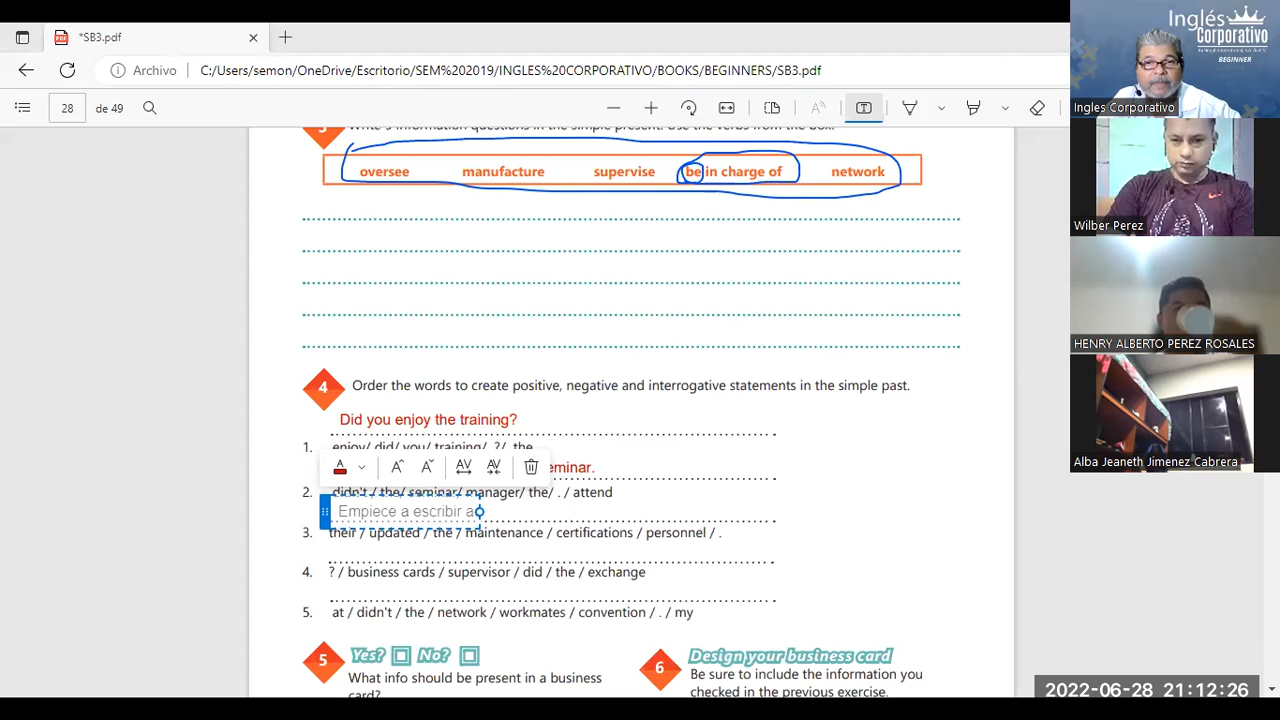 *SB3.pdf
Archivo
C:/Users/semon/OneDrive/Escritorio/SEM%20-%202019/INGLES%20CORPORATIVO/BOOKS/BEGINNERS/SB3.pdf
28 de 49
oversee manufacture supervise be in charge of network
4 Order the words to create positive, negative and interrogative statements in the simple past.
Did you enjoy the training?
1. enjoy/ did/ you/ training/ ?/ the
seminar.
2. didn't / the/ seminar/ manager/ the/ . / attend
Empiece a escribir a
3. their / updated / the / maintenance / certifications / personnel / .
4. ? / business cards / supervisor / did / the / exchange
5. at / didn't / the / network / workmates / convention / . / my
5 Yes? No?
What info should be present in a business
card?
6 Design your business card
Be sure to include the information you
checked in the previous exercise.
Inglés
Corporativo
BEGINNER
Ingles Corporativo
Wilber Perez
HENRY ALBERTO PEREZ ROSALES
Alba Jeaneth Jimenez Cabrera
2022-06-28 21:12:26